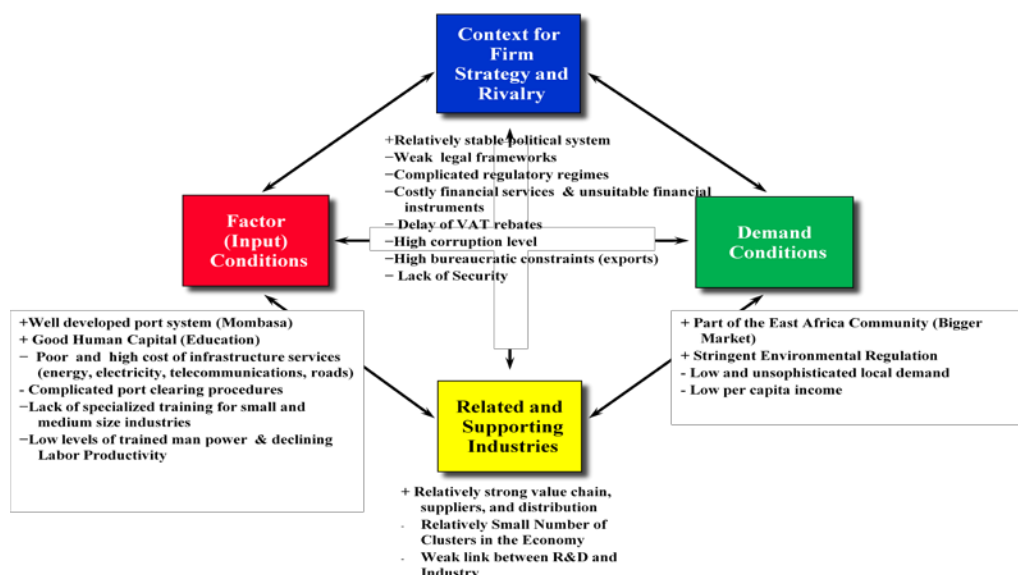 Context for
Firm
Strategy and
Rivalry
+Relatively stable political system
−Weak legal frameworks
−Complicated regulatory regimes
−Costly financial services & unsuitable financial
instruments
− Delay of VAT rebates
−High corruption level
−High bureaucratic constraints (exports)
− Lack of Security
Factor
(Input)
Conditions
Demand
Conditions
+Well developed port system (Mombasa)
+ Good Human Capital (Education)
− Poor and high cost of infrastructure services
(energy, electricity, telecommunications, roads)
- Complicated port clearing procedures
−Lack of specialized training for small and
medium size industries
−Low levels of trained man power & declining
Labor Productivity
+ Part of the East Africa Community (Bigger
Market)
+ Stringent Environmental Regulation
- Low and unsophisticated local demand
- Low per capita income
Related and
Supporting
Industries
+ Relatively strong value chain,
suppliers, and distribution
- Relatively Small Number of
Clusters in the Economy
- Weak link between R&D and
Industry